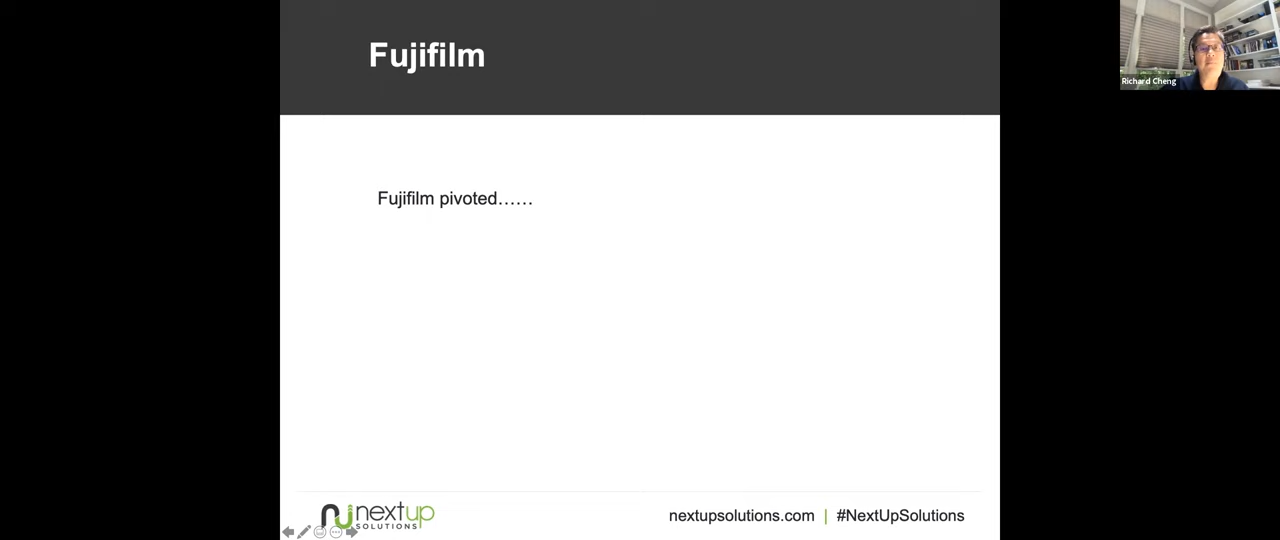 Fujifilm
Richard Cheng
Fujifilm pivoted……
nextup
SOLUTIONS
nextupsolutions.com | #NextUpSolutions